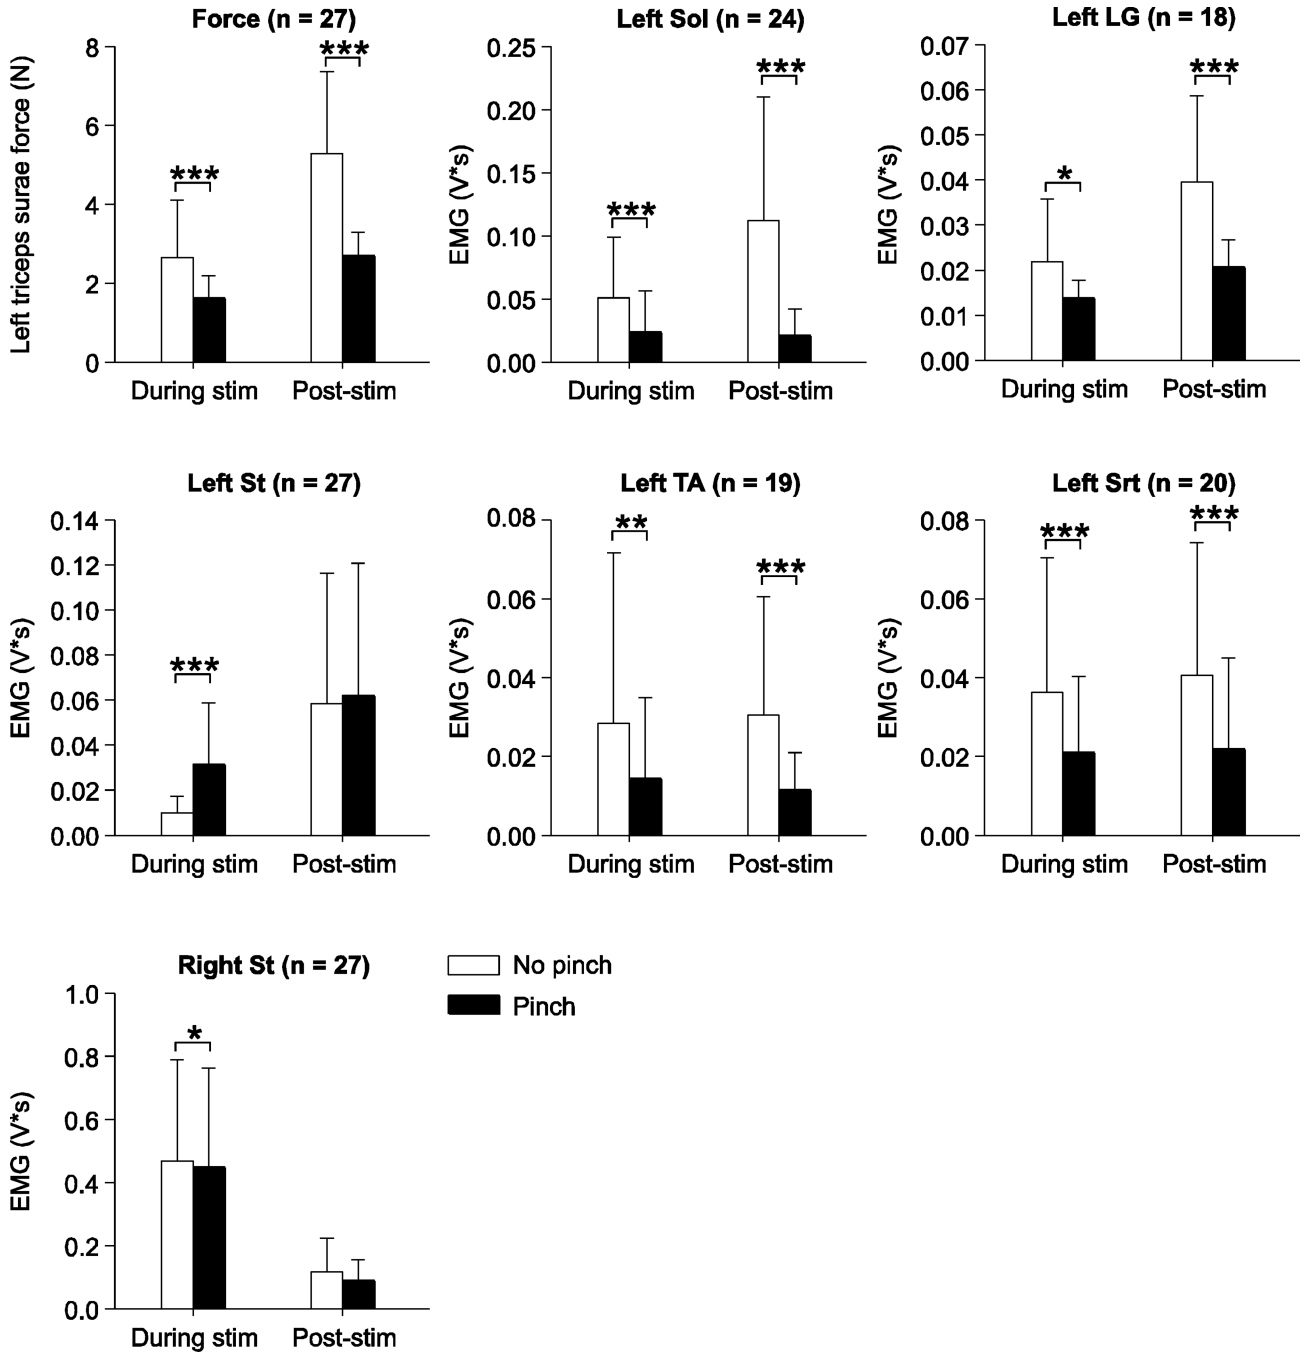 Force (n = 27)
Left triceps surae force (N)
8
6
4
2
0
***
***
During stim
Post-stim
Left Sol (n = 24)
EMG (V*s)
0.25
0.20
0.15
0.10
0.05
0.00
***
***
During stim
Post-stim
Left LG (n = 18)
EMG (V*s)
0.07
0.06
0.05
0.04
0.03
0.02
0.01
0.00
*
***
During stim
Post-stim
Left St (n = 27)
EMG (V*s)
0.14
0.12
0.10
0.08
0.06
0.04
0.02
0.00
***
During stim
Post-stim
Left TA (n = 19)
EMG (V*s)
0.08
0.06
0.04
0.02
0.00
**
***
During stim
Post-stim
Left Srt (n = 20)
EMG (V*s)
0.08
0.06
0.04
0.02
0.00
***
***
During stim
Post-stim
Right St (n = 27)
EMG (V*s)
1.0
0.8
0.6
0.4
0.2
0.0
*
During stim
Post-stim
No pinch
Pinch